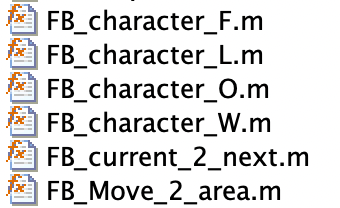 FB_character_F.m
FB_character_L.m
FB_character_O.m
FB_character_W.m
FB_current_2_next.m
FB_Move_2_area.m